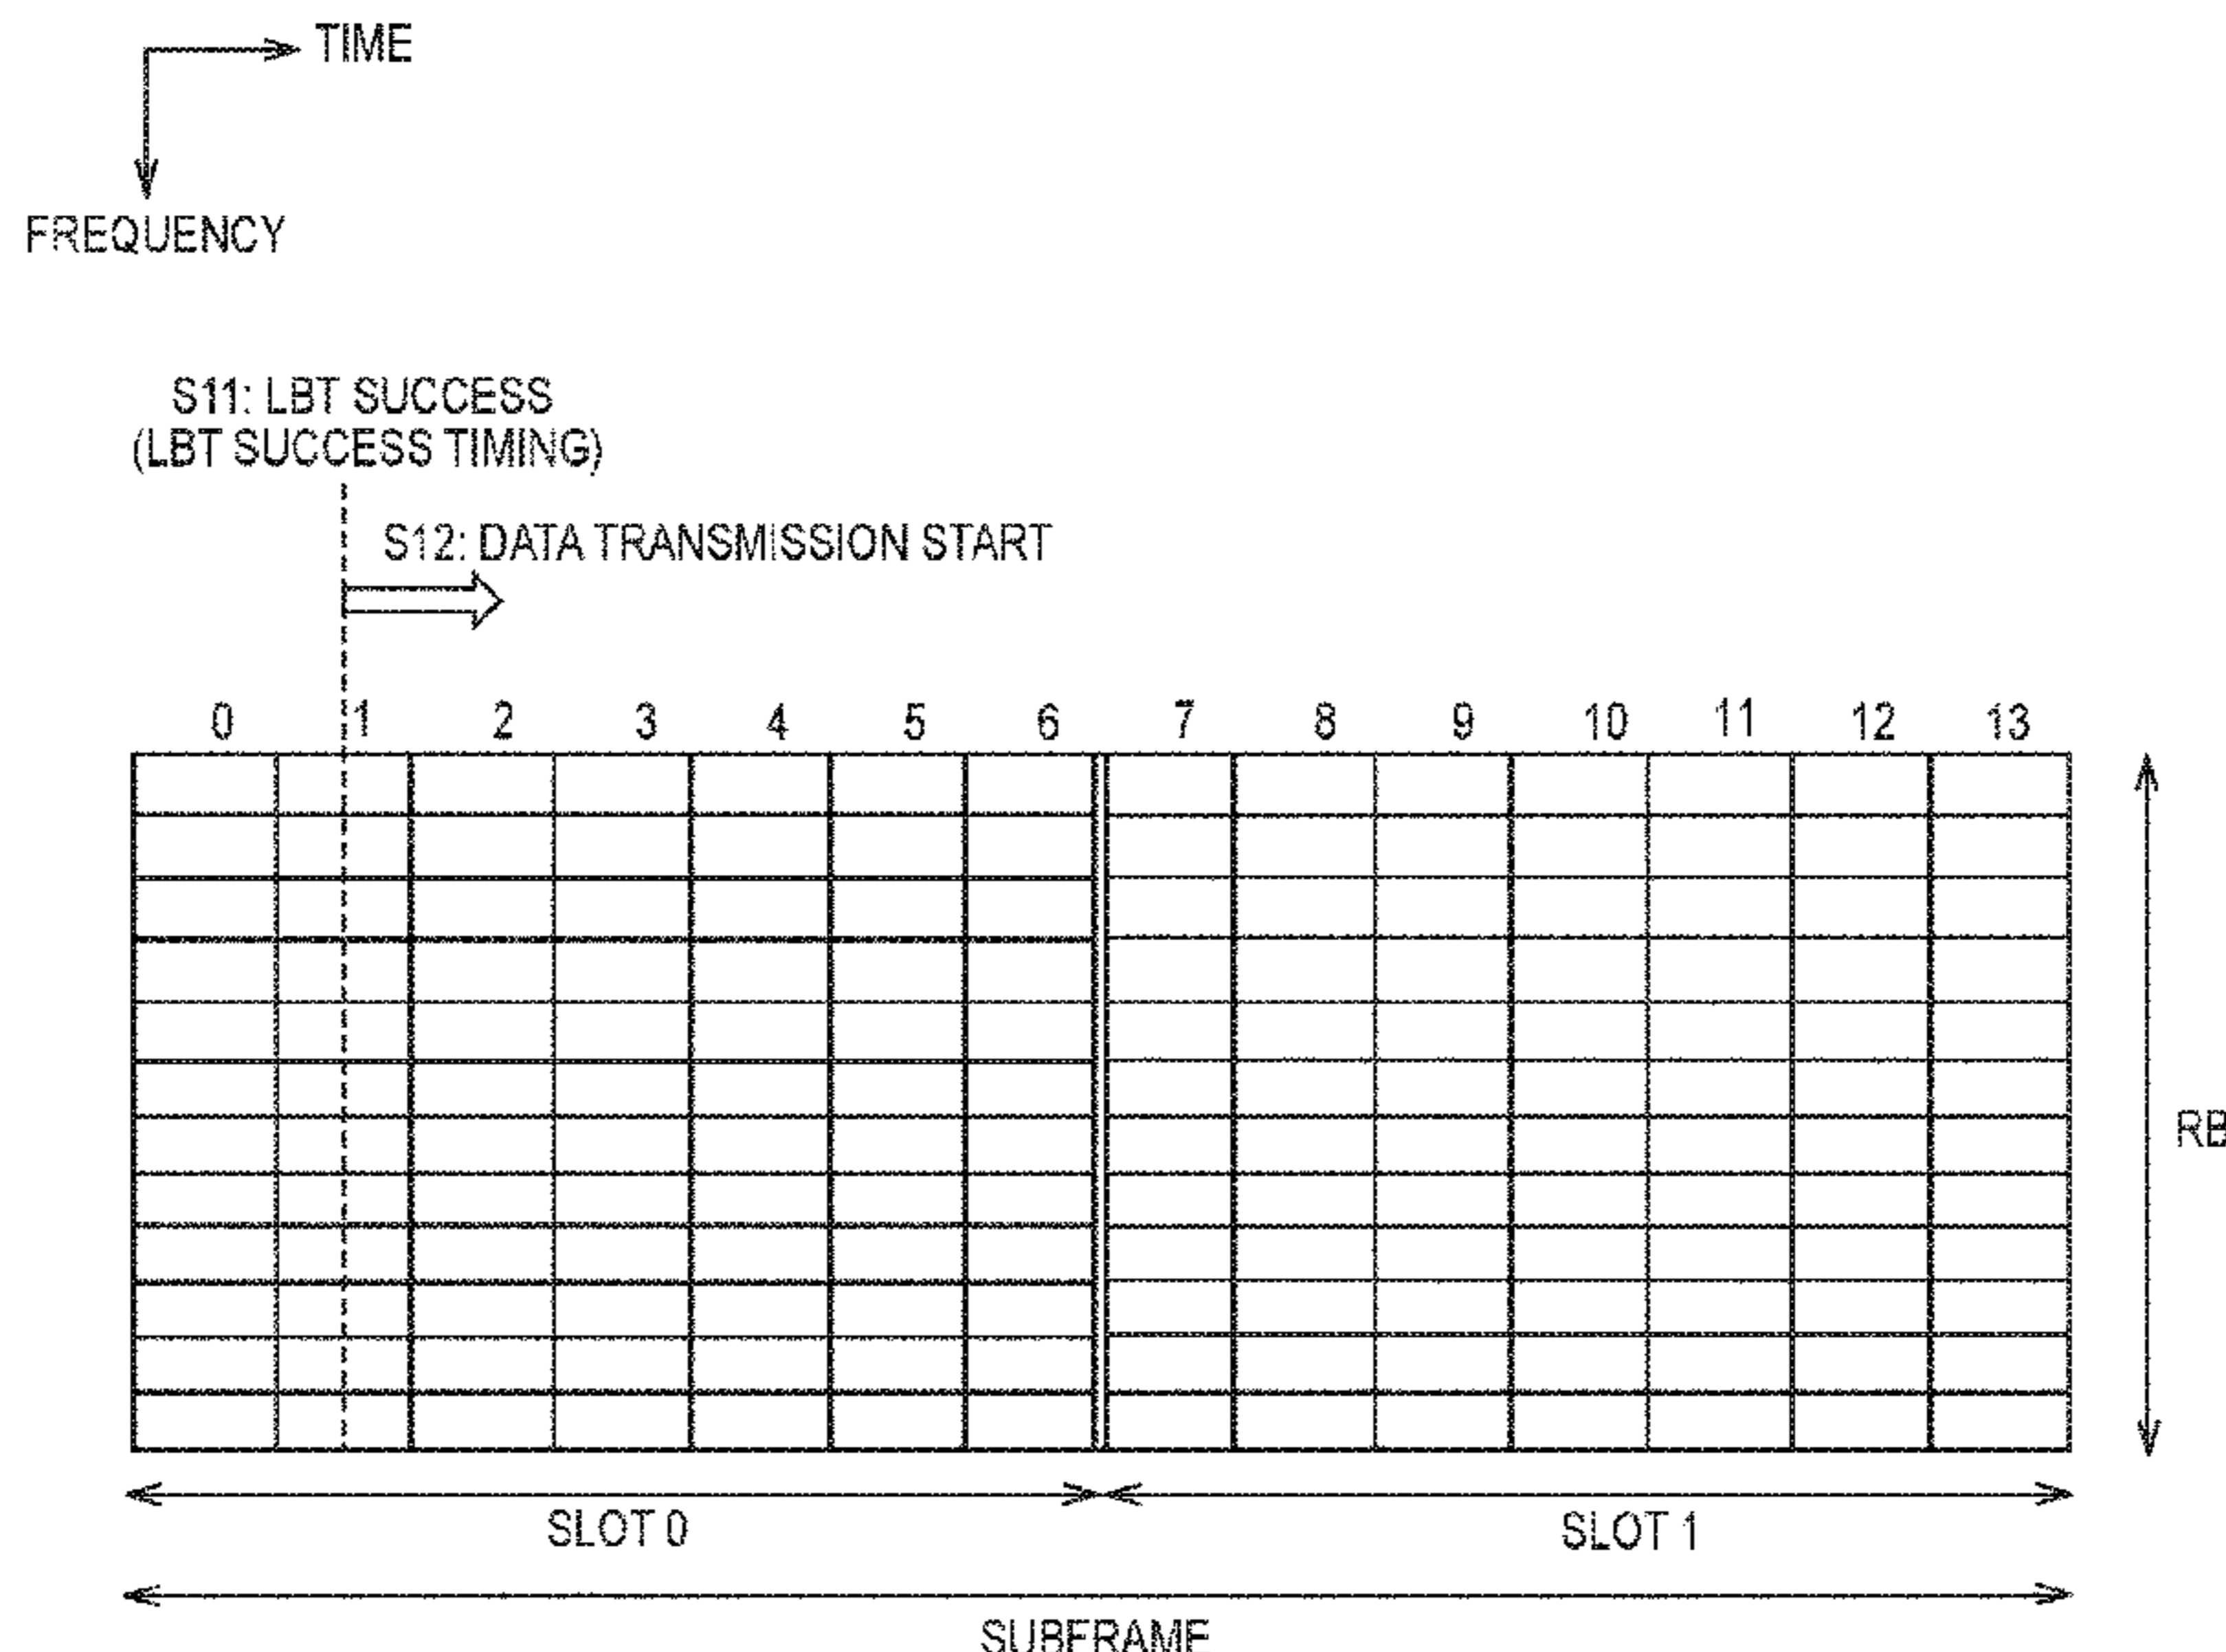 TIME
FREQUENCY
S11: LBT SUCCESS
(LBT SUCCESS TIMING)
S12: DATA TRANSMISSION START
0 1 2 3 4 5 6 7 8 9 10 11 12 13
RB
SLOT 0 SLOT 1
SUBFRAME